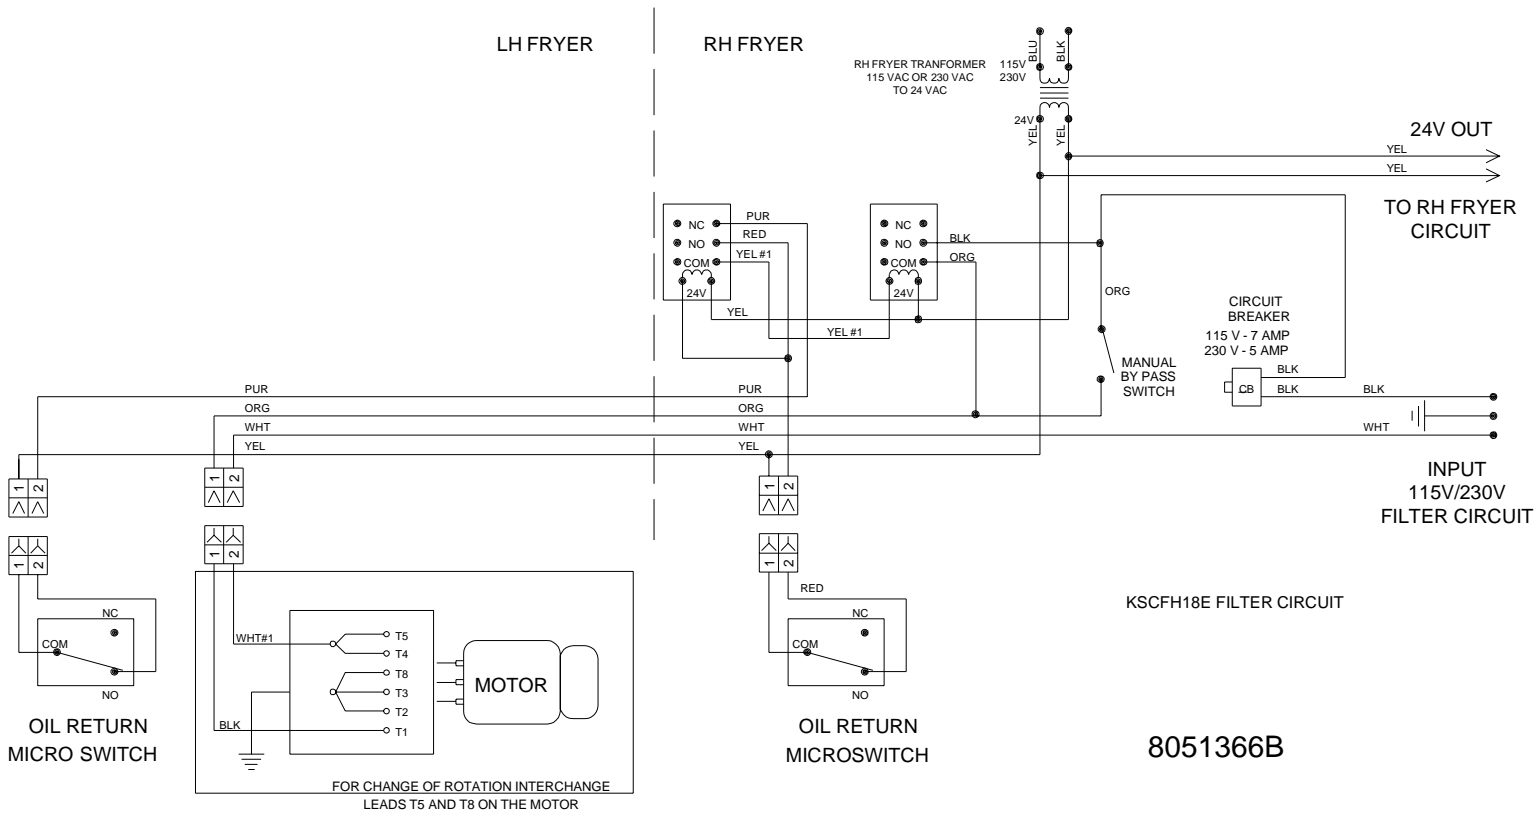 LH FRYER
RH FRYER
RH FRYER TRANFORMER
115 VAC OR 230 VAC
TO 24 VAC
115V
230V
BLU
BLK
24V
YEL
YEL
24V OUT
YEL
YEL
TO RH FRYER
CIRCUIT
NC
NO
COM
24V
PUR
RED
YEL #1
NC
NO
COM
24V
BLK
ORG
YEL
YEL #1
ORG
MANUAL
BY PASS
SWITCH
CIRCUIT
BREAKER
115 V - 7 AMP
230 V - 5 AMP
CB
BLK
BLK
BLK
WHT
INPUT
115V/230V
FILTER CIRCUIT
PUR
ORG
WHT
YEL
PUR
ORG
WHT
YEL
1
2
1
2
1
2
1
2
1
2
1
2
NC
COM
NO
OIL RETURN
MICRO SWITCH
WHT#1
BLK
T5
T4
T8
T3
T2
T1
MOTOR
FOR CHANGE OF ROTATION INTERCHANGE
LEADS T5 AND T8 ON THE MOTOR
RED
NC
COM
NO
OIL RETURN
MICROSWITCH
KSCFH18E FILTER CIRCUIT
8051366B